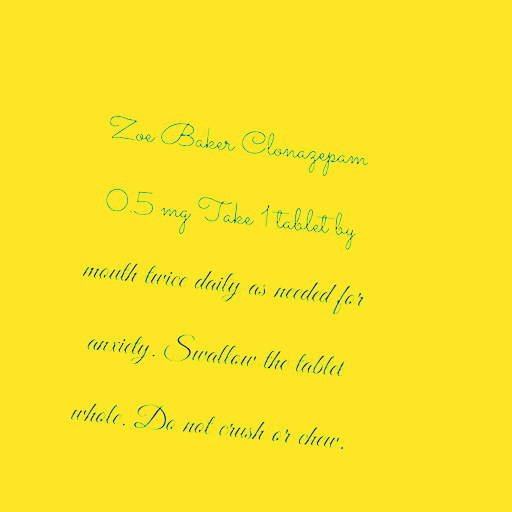 Zoe Baker Clonazepam
0.5 mg Take 1 tablet by
mouth twice daily as needed for
anxiety. Swallow the tablet
whole. Do not crush or chew.